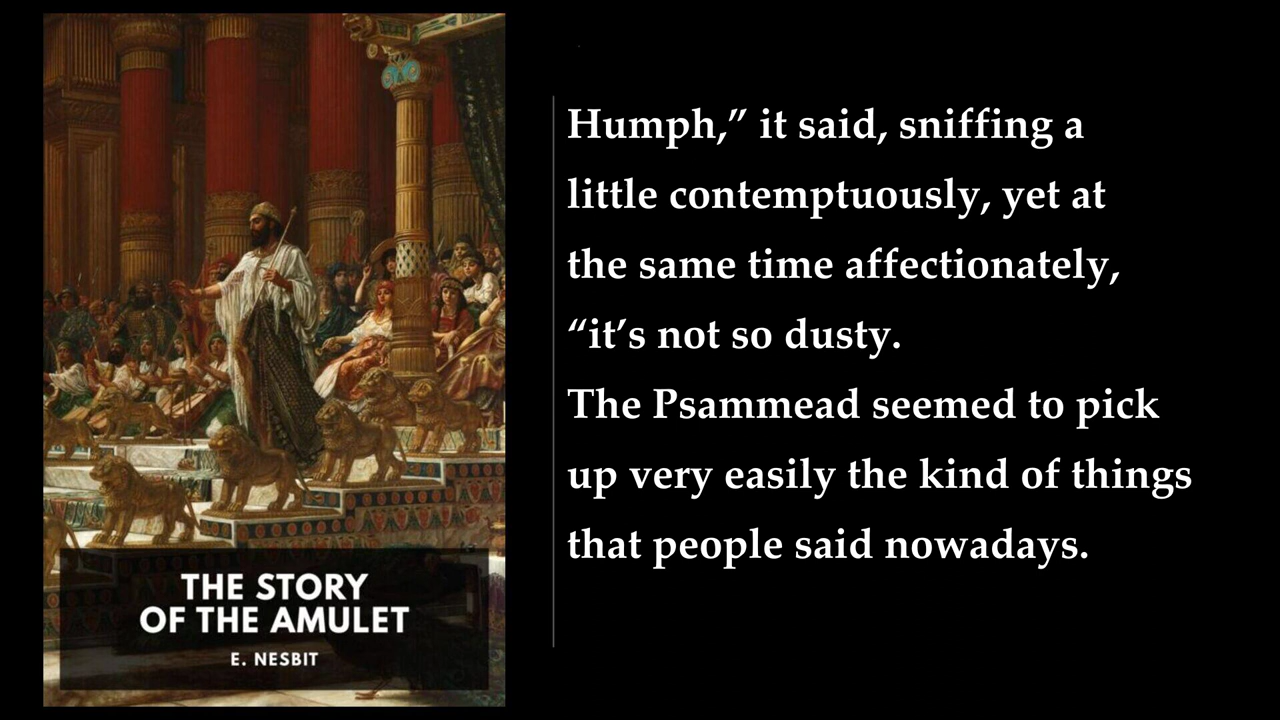 THE STORY
OF THE AMULET
E. NESBIT
Humph,” it said, sniffing a
little contemptuously, yet at
the same time affectionately,
“it’s not so dusty.
The Psammead seemed to pick
up very easily the kind of things
that people said nowadays.